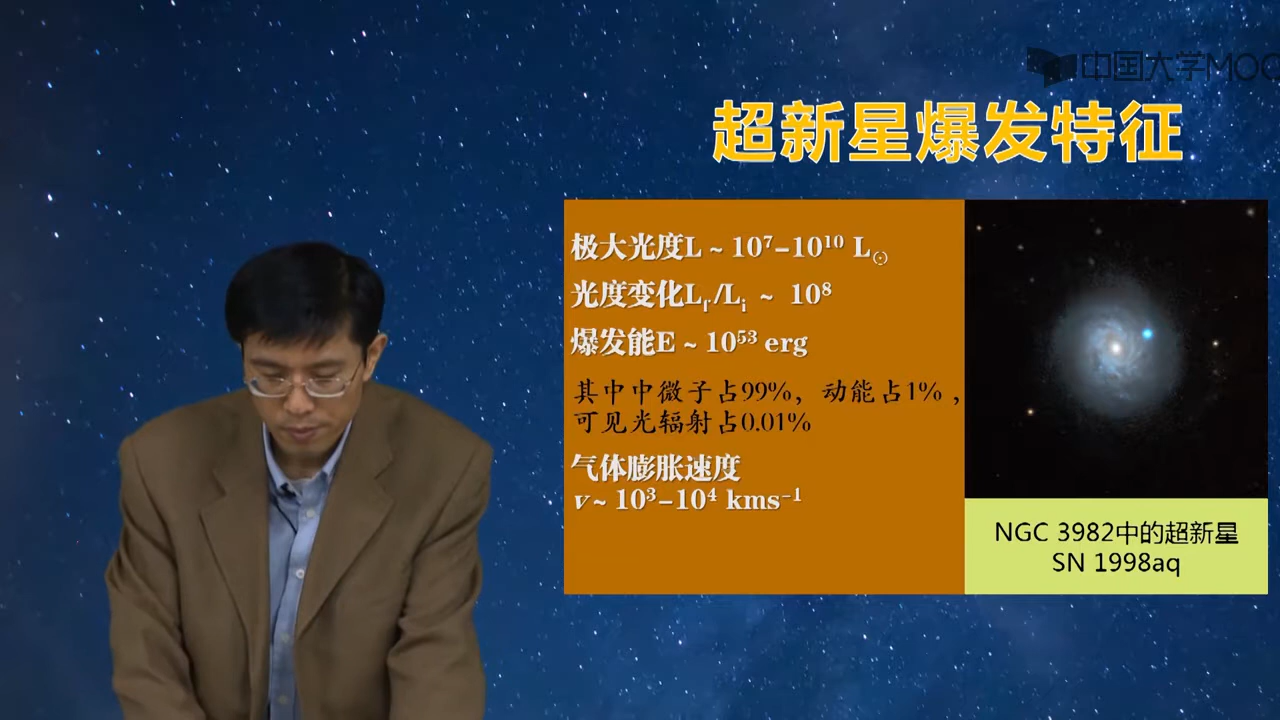 中国大学MOO
超新星爆发特征
极大光度L ~ 10⁷–10¹⁰ L☉
光度变化Lf/Li ~ 10⁸
爆发能E ~ 10⁵³ erg
其中中微子占99%，动能占1%，
可见光辐射占0.01%
气体膨胀速度
v ~ 10³–10⁴ kms⁻¹
NGC 3982中的超新星
SN 1998aq